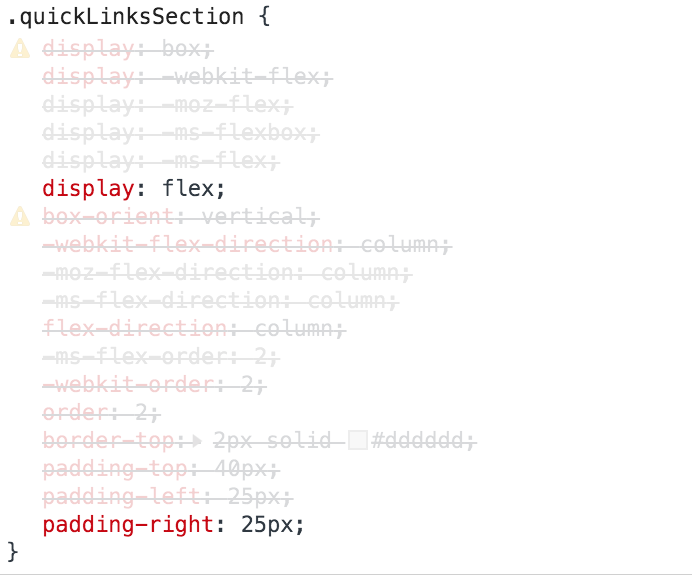 .quickLinksSection {
display: box;
display: -webkit-flex;
display: -moz-flex;
display: -ms-flexbox;
display: -ms-flex;
display: flex;
box-orient: vertical;
-webkit-flex-direction: column;
-moz-flex-direction: column;
-ms-flex-direction: column;
flex-direction: column;
-ms-flex-order: 2;
-webkit-order: 2;
order: 2;
border-top: 2px solid #dddddd;
padding-top: 40px;
padding-left: 25px;
padding-right: 25px;
}